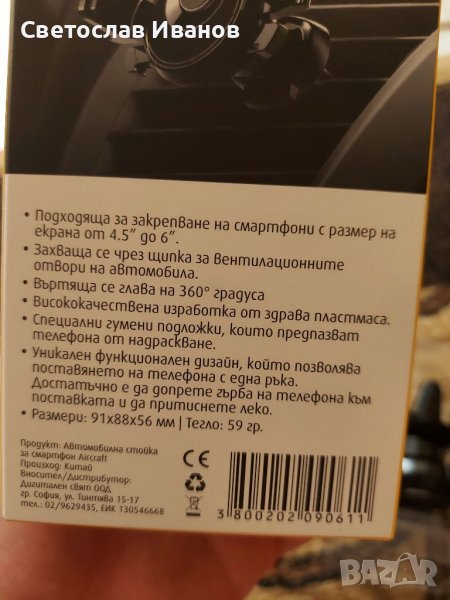 Светослав Иванов
• Подходяща за закрепване на смартфони с размер на
екрана от 4.5" до 6".
• Захваща се чрез щипка за вентилационните
отвори на автомобила.
• Въртяща се глава на 360° градуса
• Висококачествена изработка от здрава пластмаса.
• Специални гумени подложки, които предпазват
телефона от надраскване.
• Уникален функционален дизайн, който позволява
поставянето на телефона с една ръка.
Достатъчно е да допрете гърба на телефона към
поставката и да притиснете леко.
• Размери: 91x88x56 мм | Тегло: 59 гр.
Продукт: Автомобилна стойка
за смартфон Aircraft
Произход: Китай
Вносител/Дистрибутор:
Дигитален свят ООД
гр. София, ул. Тинтява 15-17
тел.: 02/9629435, ЕИК 130546668
CE
3 800202 090611
BAZAR